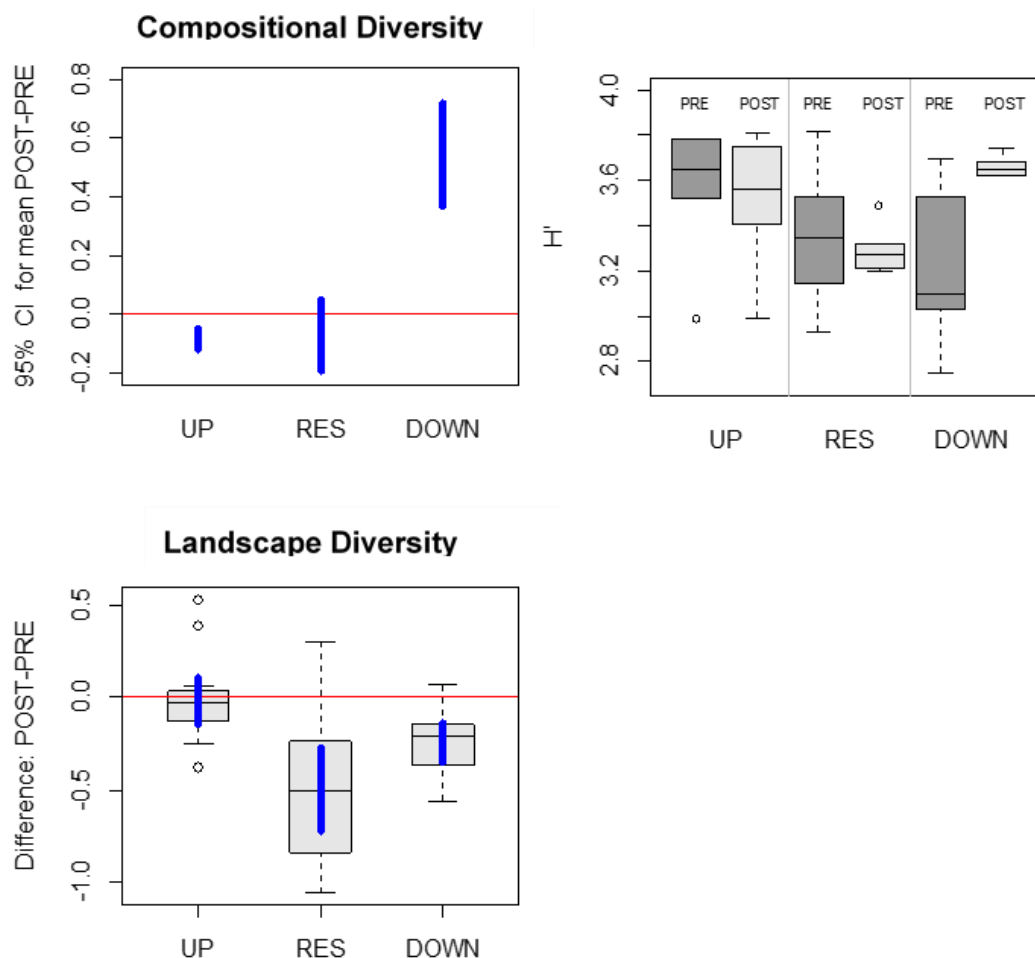 Compositional Diversity
95% CI for mean POST-PRE
0.8
0.6
0.4
0.2
0.0
-0.2
UP RES DOWN
H'
4.0
3.6
3.2
2.8
PRE POST PRE POST PRE POST
UP RES DOWN
Landscape Diversity
Difference: POST-PRE
0.5
0.0
-0.5
-1.0
UP RES DOWN